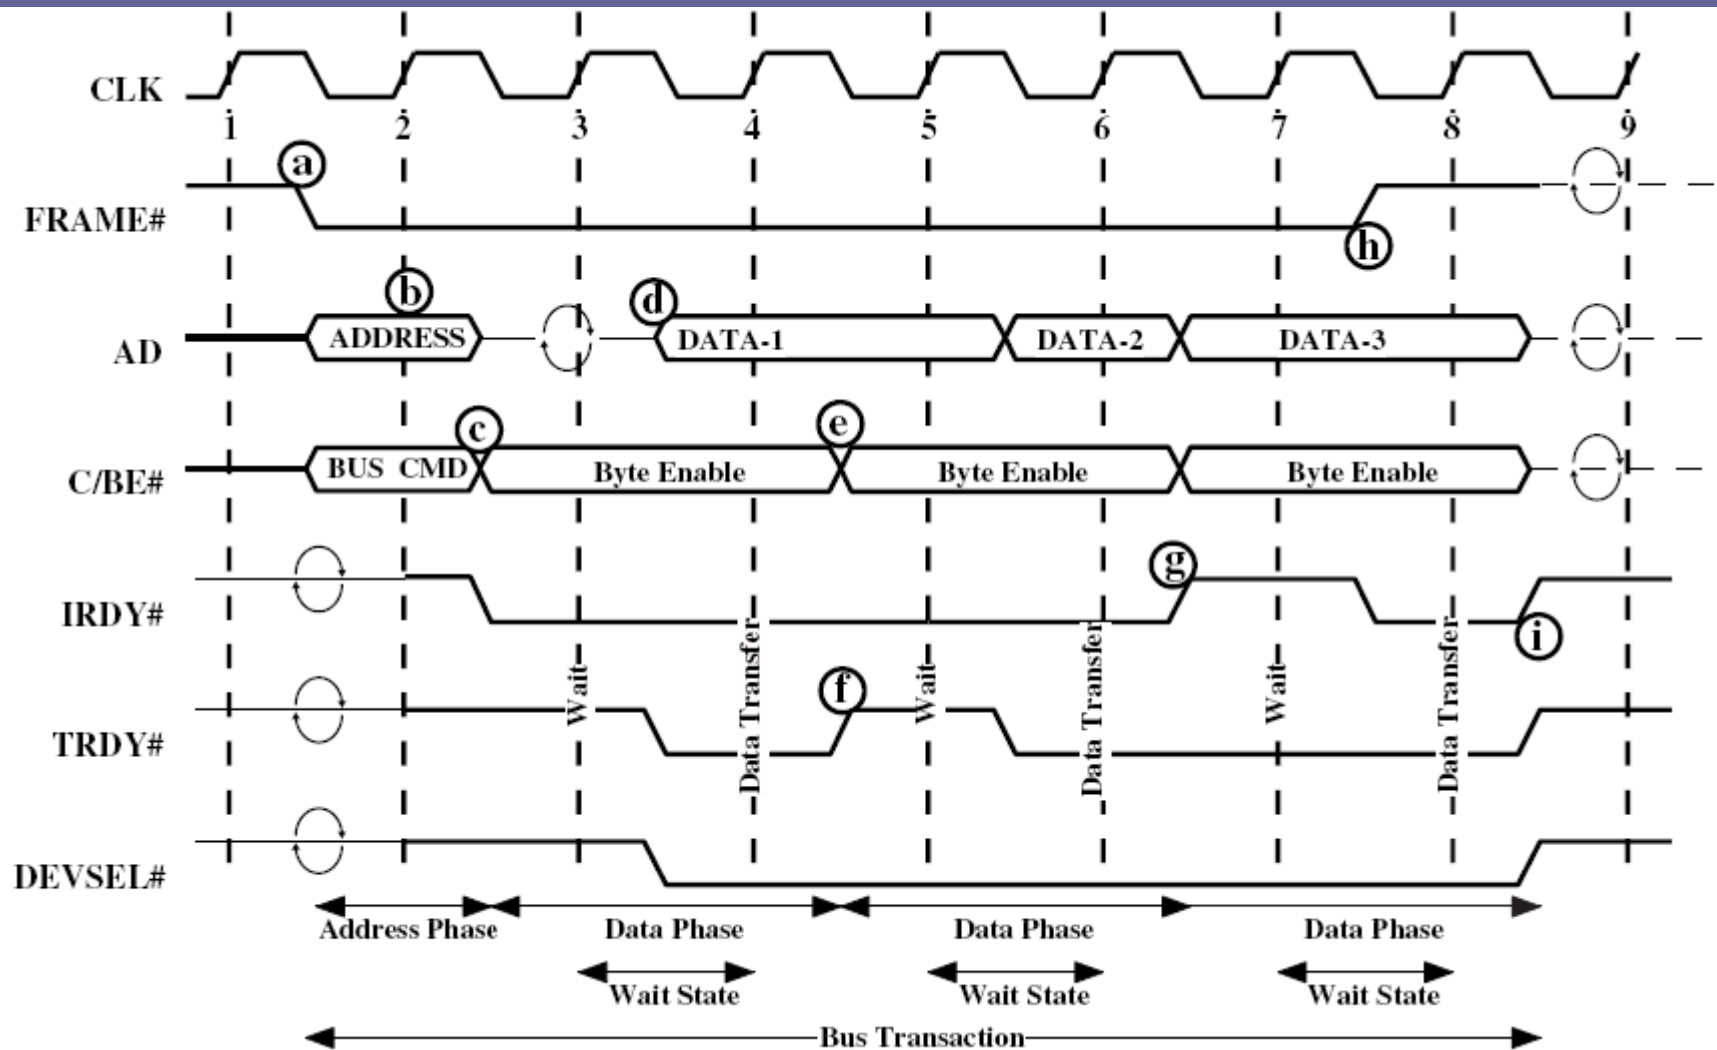 CLK
1 2 3 4 5 6 7 8 9
a
FRAME#
h
b
d
AD
ADDRESS DATA-1 DATA-2 DATA-3
c
e
C/BE#
BUS CMD Byte Enable Byte Enable Byte Enable
g
IRDY#
i
Wait
Data Transfer
Wait
Data Transfer
Wait
Data Transfer
f
TRDY#
DEVSEL#
Address Phase Data Phase Data Phase Data Phase
Wait State Wait State Wait State
Bus Transaction